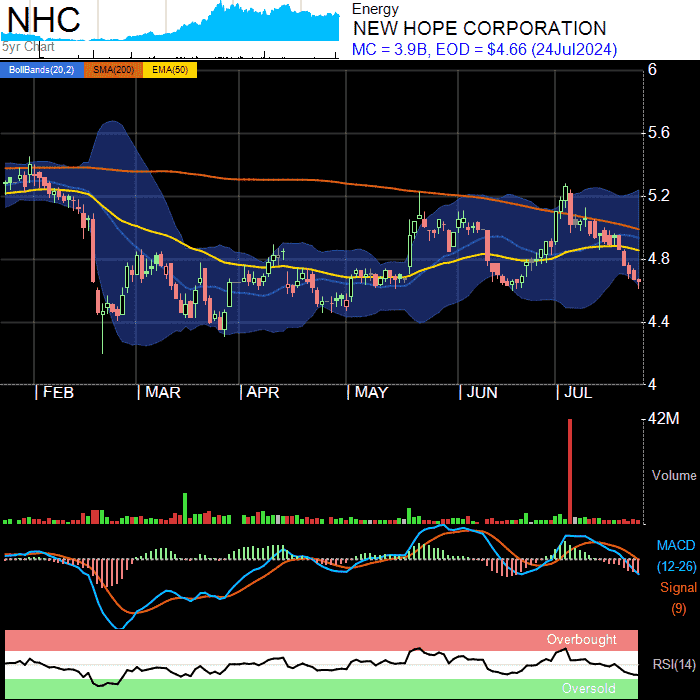 NHC
5yr Chart
Energy
NEW HOPE CORPORATION
MC = 3.9B, EOD = $4.66 (24Jul2024)
BollBands(20,2) SMA(200) EMA(50)
6
5.6
5.2
4.8
4.4
4
| FEB | MAR | APR | MAY | JUN | JUL
42M
Volume
MACD
(12-26)
Signal
(9)
Overbought
RSI(14)
Oversold